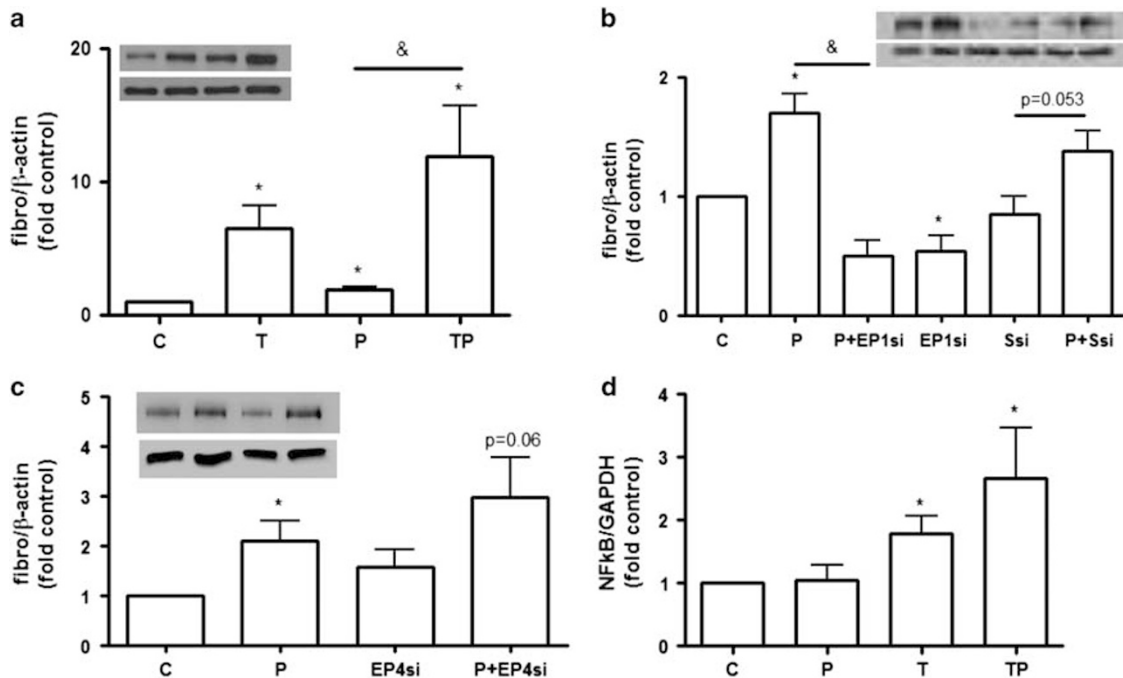 a
20
10
0
fibro/β-actin
(fold control)
*
*
&
*
C T P TP
b
2
1
0
fibro/β-actin
(fold control)
*
&
*
p=0.053
C P P+EP1si EP1si Ssi P+Ssi
c
5
4
3
2
1
0
fibro/β-actin
(fold control)
*
p=0.06
C P EP4si P+EP4si
d
4
3
2
1
0
NFkB/GAPDH
(fold control)
*
*
C P T TP